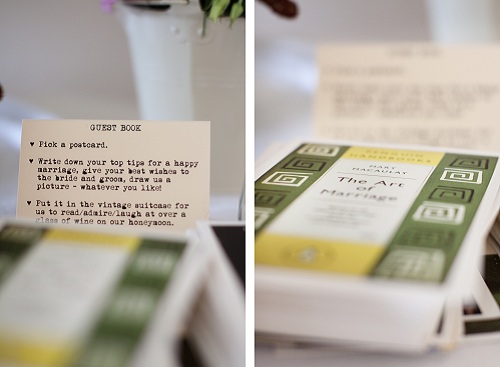 GUEST BOOK
♥ Pick a postcard.
♥ Write down your top tips for a happy
marriage, give your best wishes to
the bride and groom, draw us a
picture - whatever you like!
♥ Put it in the vintage suitcase for
us to read/admire/laugh at over a
glass of wine on our honeymoon.
PENGUIN
HANDBOOKS
MARY
MACAULAY
The Art
of
Marriage